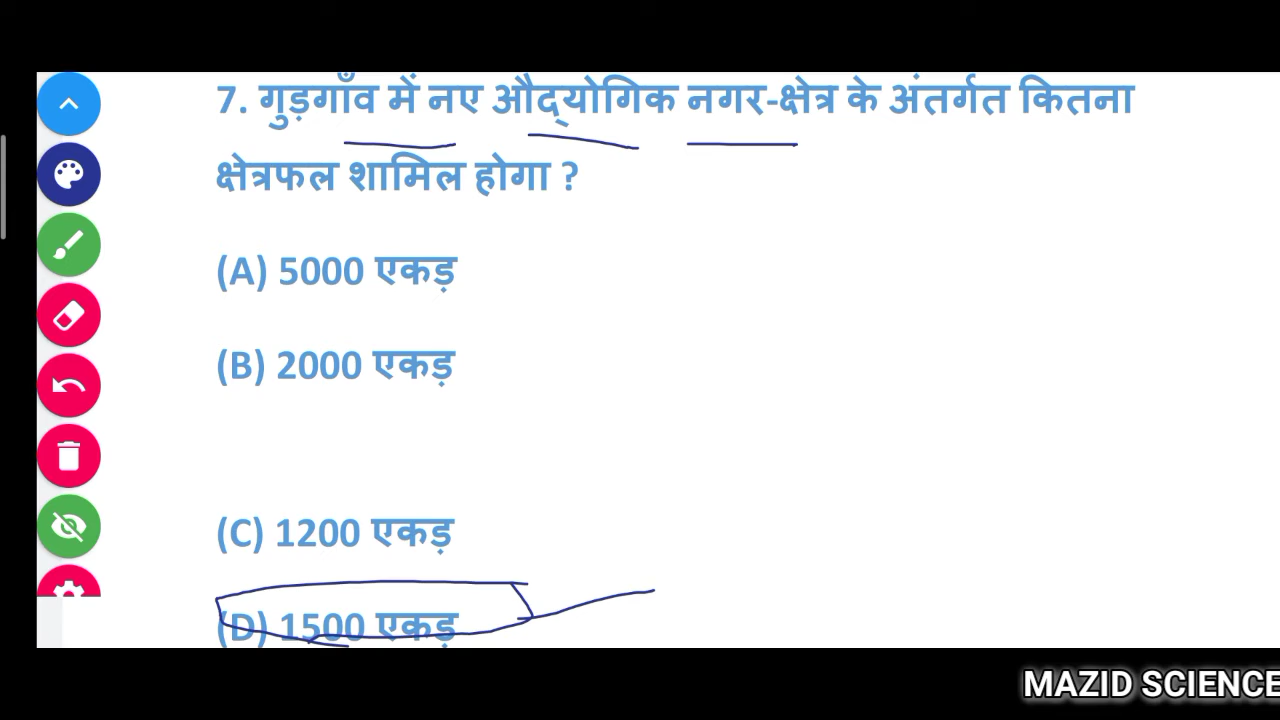 7. गुड़गाँव में नए औद्योगिक नगर-क्षेत्र के अंतर्गत कितना
क्षेत्रफल शामिल होगा ?
(A) 5000 एकड़
(B) 2000 एकड़
(C) 1200 एकड़
(D) 1500 एकड़
MAZID SCIENCE